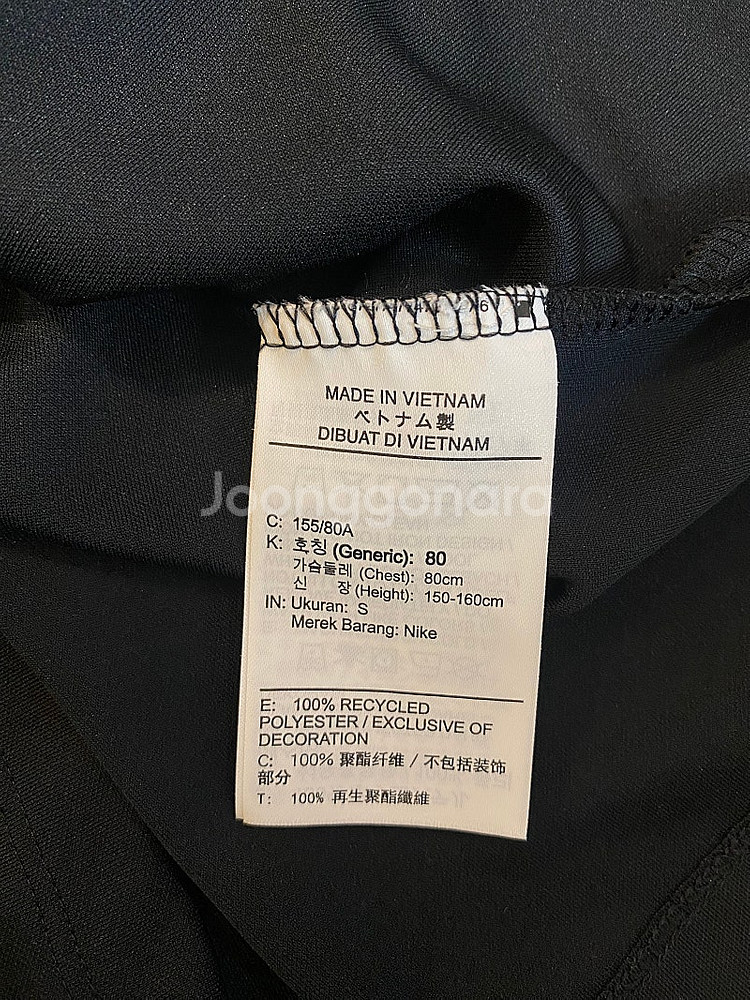 MADE IN VIETNAM
ベトナム製
DIBUAT DI VIETNAM
Joonggonara
C: 155/80A
K: 호칭 (Generic): 80
가슴둘레 (Chest): 80cm
신 장 (Height): 150-160cm
IN: Ukuran: S
Merek Barang: Nike
E: 100% RECYCLED
POLYESTER / EXCLUSIVE OF
DECORATION
C: 100% 聚酯纤维 / 不包括装饰
部分
T: 100% 再生聚酯纖維